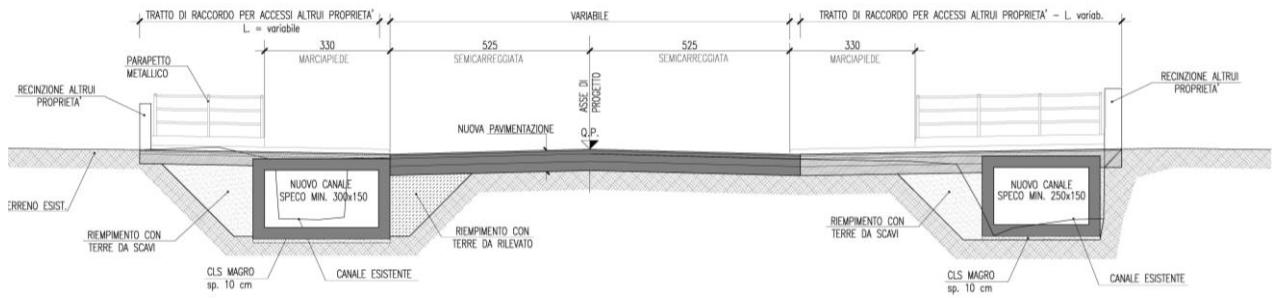 TRATTO DI RACCORDO PER ACCESSI ALTRUI PROPRIETA'
L. = variabile
VARIABILE
TRATTO DI RACCORDO PER ACCESSI ALTRUI PROPRIETA' - L. variab.
330
MARCIAPIEDE
525
SEMICARREGGIATA
525
SEMICARREGGIATA
330
MARCIAPIEDE
PARAPETTO
METALLICO
RECINZIONE ALTRUI
PROPRIETA'
ASSE DI
PROGETTO
RECINZIONE ALTRUI
PROPRIETA'
NUOVA PAVIMENTAZIONE
Q.P.
NUOVO CANALE
SPECO MIN. 300x150
NUOVO CANALE
SPECO MIN. 250x150
ERRENO ESIST.
RIEMPIMENTO CON
TERRE DA SCAVI
RIEMPIMENTO CON
TERRE DA RILEVATO
RIEMPIMENTO CON
TERRE DA SCAVI
CLS MAGRO
sp. 10 cm
CANALE ESISTENTE
CLS MAGRO
sp. 10 cm
CANALE ESISTENTE